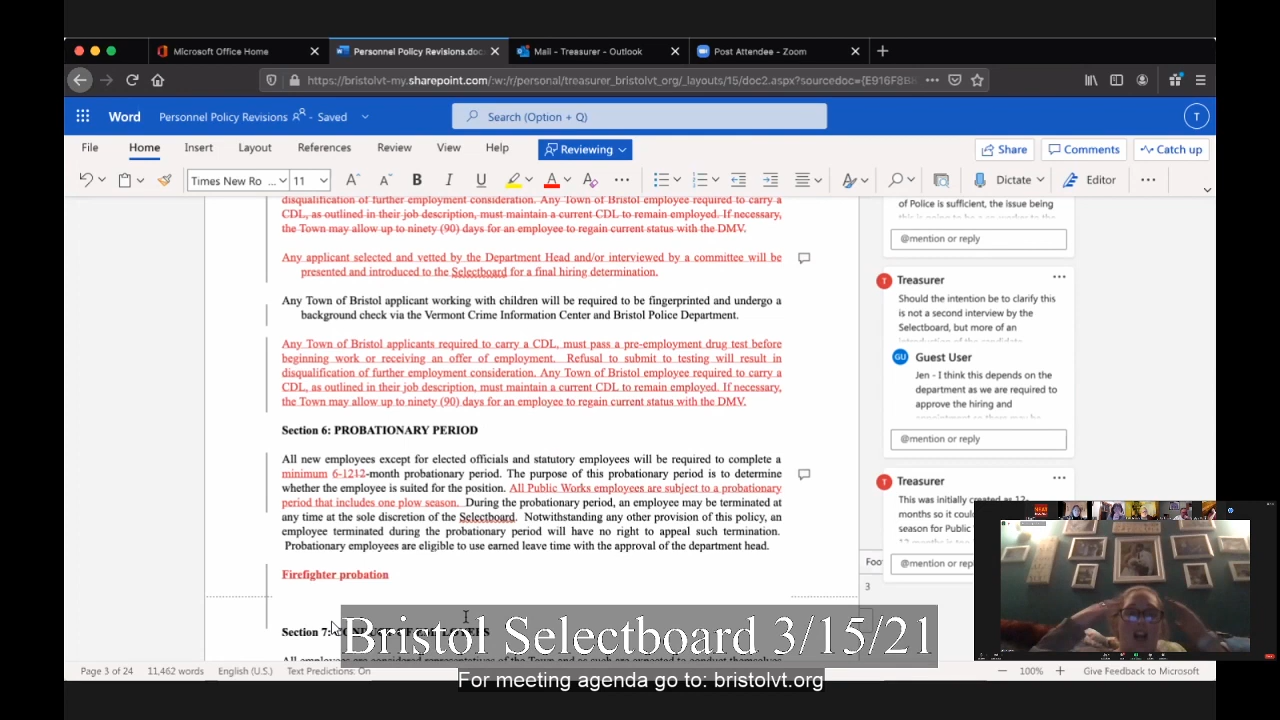 Microsoft Office Home
Personnel Policy Revisions.doc
Mail - Treasurer - Outlook
Post Attendee - Zoom
https://bristolvt-my.sharepoint.com/:w:/r/personal/treasurer_bristolvt_org/_layouts/15/doc2.aspx?sourcedoc={E916F8B8
Word Personnel Policy Revisions - Saved
Search (Option + Q)
T
File Home Insert Layout References Review View Help Reviewing
Share Comments Catch up
Times New Ro ... 11 B I U A Dictate Editor
disqualification of further employment consideration. Any Town of Bristol employee required to carry a
CDL, as outlined in their job description, must maintain a current CDL to remain employed. If necessary,
the Town may allow up to ninety (90) days for an employee to regain current status with the DMV.
Any applicant selected and vetted by the Department Head and/or interviewed by a committee will be
presented and introduced to the Selectboard for a final hiring determination.
Any Town of Bristol applicant working with children will be required to be fingerprinted and undergo a
background check via the Vermont Crime Information Center and Bristol Police Department.
Any Town of Bristol applicants required to carry a CDL, must pass a pre-employment drug test before
beginning work or receiving an offer of employment. Refusal to submit to testing will result in
disqualification of further employment consideration. Any Town of Bristol employee required to carry a
CDL, as outlined in their job description, must maintain a current CDL to remain employed. If necessary,
the Town may allow up to ninety (90) days for an employee to regain current status with the DMV.
Section 6: PROBATIONARY PERIOD
All new employees except for elected officials and statutory employees will be required to complete a
minimum 6-1212-month probationary period. The purpose of this probationary period is to determine
whether the employee is suited for the position. All Public Works employees are subject to a probationary
period that includes one plow season. During the probationary period, an employee may be terminated at
any time at the sole discretion of the Selectboard. Notwithstanding any other provision of this policy, an
employee terminated during the probationary period will have no right to appeal such termination.
Probationary employees are eligible to use earned leave time with the approval of the department head.
Firefighter probation
Section 7:
of Police is sufficient, the issue being
@mention or reply
T Treasurer
Should the intention be to clarify this
is not a second interview by the
Selectboard, but more of an
GU Guest User
Jen - I think this depends on the
department as we are required to
approve the hiring and
@mention or reply
T Treasurer
This was initially created as 12-
months so it coul
season for Public
@mention or rep
Foo
3
Bristol Selectboard 3/15/21
For meeting agenda go to: bristolvt.org
Page 3 of 24 11,462 words English (U.S.) Text Predictions: On
100% Give Feedback to Microsoft